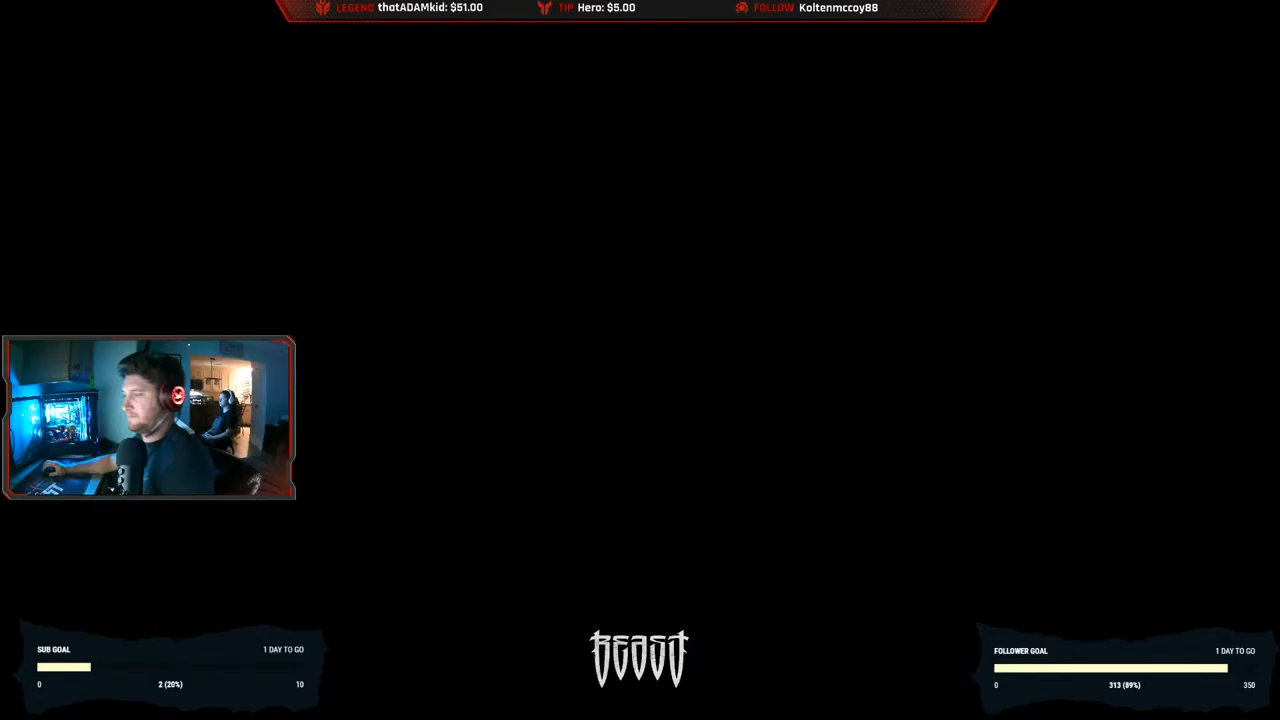 LEGEND thatADAMkid: $51.00 TIP Hero: $5.00 FOLLOW Koltenmccoy88
SUB GOAL 1 DAY TO GO
0 2 (20%) 10
BEAST
FOLLOWER GOAL 1 DAY TO GO
0 313 (89%) 350